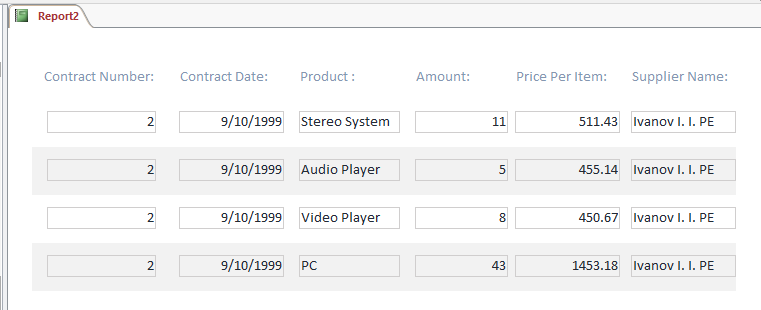 Report2
Contract Number: Contract Date: Product : Amount: Price Per Item: Supplier Name:
2 9/10/1999 Stereo System 11 511.43 Ivanov I. I. PE
2 9/10/1999 Audio Player 5 455.14 Ivanov I. I. PE
2 9/10/1999 Video Player 8 450.67 Ivanov I. I. PE
2 9/10/1999 PC 43 1453.18 Ivanov I. I. PE